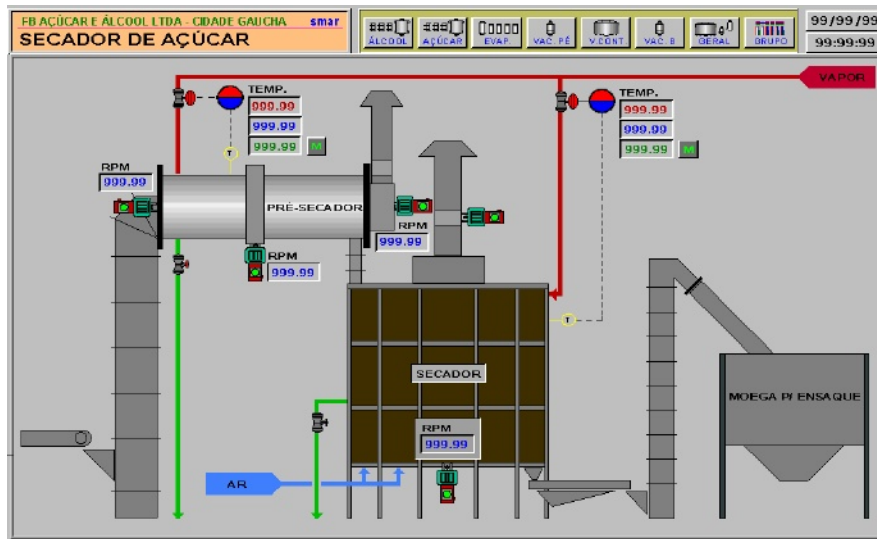 FB AÇÚCAR E ÁLCOOL LTDA - CIDADE GAUCHA smar
SECADOR DE AÇÚCAR
ÁLCOOL AÇÚCAR EVAP. VAC. PÉ V.CONT VAC. B GERAL GRUPO
99/99/99
99:99:99
VAPOR
TEMP.
999.99
999.99
999.99 M
TEMP.
999.99
999.99
999.99 M
T
RPM
999.99
PRÉ-SECADOR
RPM
999.99
RPM
999.99
T
SECADOR
MOEGA P/ ENSAQUE
RPM
999.99
AR